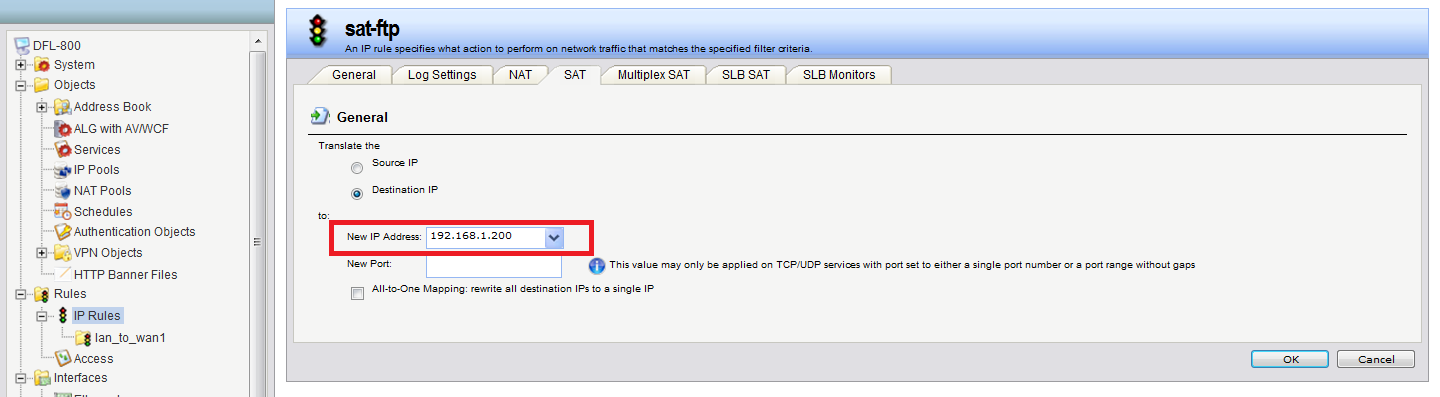 DFL-800
System
Objects
Address Book
ALG with AV/WCF
Services
IP Pools
NAT Pools
Schedules
Authentication Objects
VPN Objects
HTTP Banner Files
Rules
IP Rules
lan_to_wan1
Access
Interfaces
sat-ftp
An IP rule specifies what action to perform on network traffic that matches the specified filter criteria.
General Log Settings NAT SAT Multiplex SAT SLB SAT SLB Monitors
General
Translate the
Source IP
Destination IP
to:
New IP Address: 192.168.1.200
New Port: This value may only be applied on TCP/UDP services with port set to either a single port number or a port range without gaps
All-to-One Mapping: rewrite all destination IPs to a single IP
OK Cancel